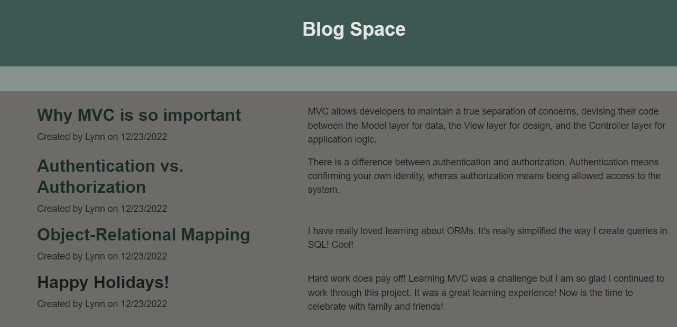 Blog Space
Why MVC is so important
Created by Lynn on 12/23/2022
MVC allows developers to maintain a true separation of concerns, devising their code
between the Model layer for data, the View layer for design, and the Controller layer for
application logic.
Authentication vs.
Authorization
Created by Lynn on 12/23/2022
There is a difference between authentication and authorization. Authentication means
confirming your own identity, wheras authorization means being allowed access to the
system.
Object-Relational Mapping
Created by Lynn on 12/23/2022
I have really loved learning about ORMs. It's really simplified the way I create queries in
SQL! Cool!
Happy Holidays!
Created by Lynn on 12/23/2022
Hard work does pay off! Learning MVC was a challenge but I am so glad I continued to
work through this project. It was a great learning experience! Now is the time to
celebrate with family and friends!